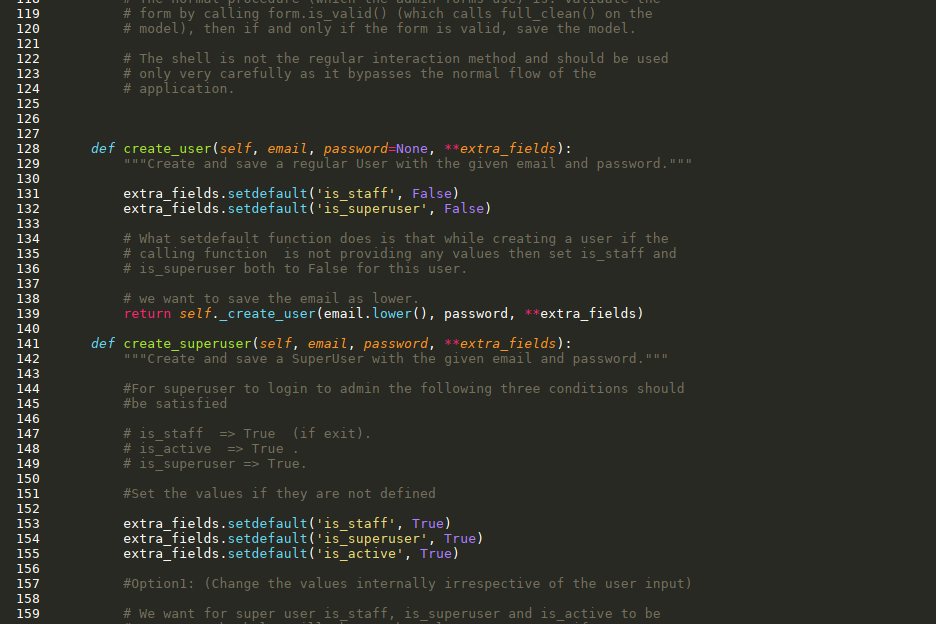 118 # The normal procedure (which the admin forms use) is: validate the
119 # form by calling form.is_valid() (which calls full_clean() on the
120 # model), then if and only if the form is valid, save the model.
121
122 # The shell is not the regular interaction method and should be used
123 # only very carefully as it bypasses the normal flow of the
124 # application.
125
126
127
128 def create_user(self, email, password=None, **extra_fields):
129 """Create and save a regular User with the given email and password."""
130
131 extra_fields.setdefault('is_staff', False)
132 extra_fields.setdefault('is_superuser', False)
133
134 # What setdefault function does is that while creating a user if the
135 # calling function  is not providing any values then set is_staff and
136 # is_superuser both to False for this user.
137
138 # we want to save the email as lower.
139 return self._create_user(email.lower(), password, **extra_fields)
140
141 def create_superuser(self, email, password, **extra_fields):
142 """Create and save a SuperUser with the given email and password."""
143
144 #For superuser to login to admin the following three conditions should
145 #be satisfied
146
147 # is_staff  => True  (if exit).
148 # is_active  => True .
149 # is_superuser => True.
150
151 #Set the values if they are not defined
152
153 extra_fields.setdefault('is_staff', True)
154 extra_fields.setdefault('is_superuser', True)
155 extra_fields.setdefault('is_active', True)
156
157 #Option1: (Change the values internally irrespective of the user input)
158
159 # We want for super user is_staff, is_superuser and is_active to be